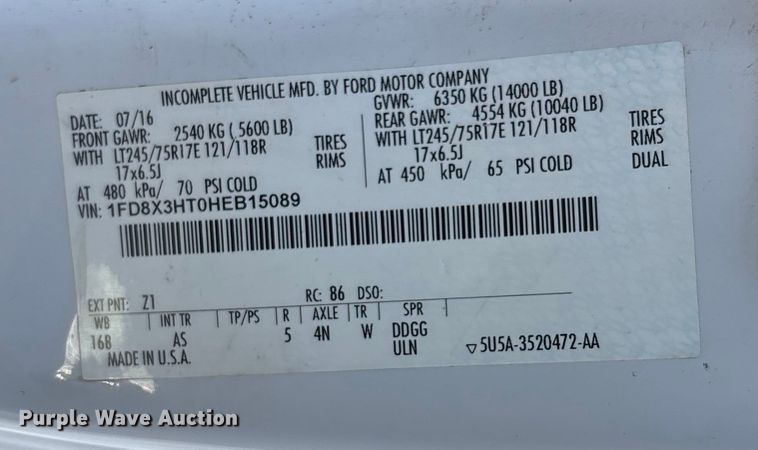 INCOMPLETE VEHICLE MFD. BY FORD MOTOR COMPANY
DATE: 07/16 GVWR: 6350 KG (14000 LB)
FRONT GAWR: 2540 KG ( 5600 LB) REAR GAWR: 4554 KG (10040 LB)
WITH LT245/75R17E 121/118R TIRES WITH LT245/75R17E 121/118R TIRES
17x6.5J RIMS 17x6.5J RIMS
AT 480 kPa/ 70 PSI COLD AT 450 kPa/ 65 PSI COLD DUAL
VIN: 1FD8X3HT0HEB15089
EXT PNT: Z1 RC: 86 DSO:
WB INT TR TP/PS R AXLE TR SPR
168 AS 5 4N W DDGG
MADE IN U.S.A. ULN ▽5U5A-3520472-AA
Purple Wave Auction